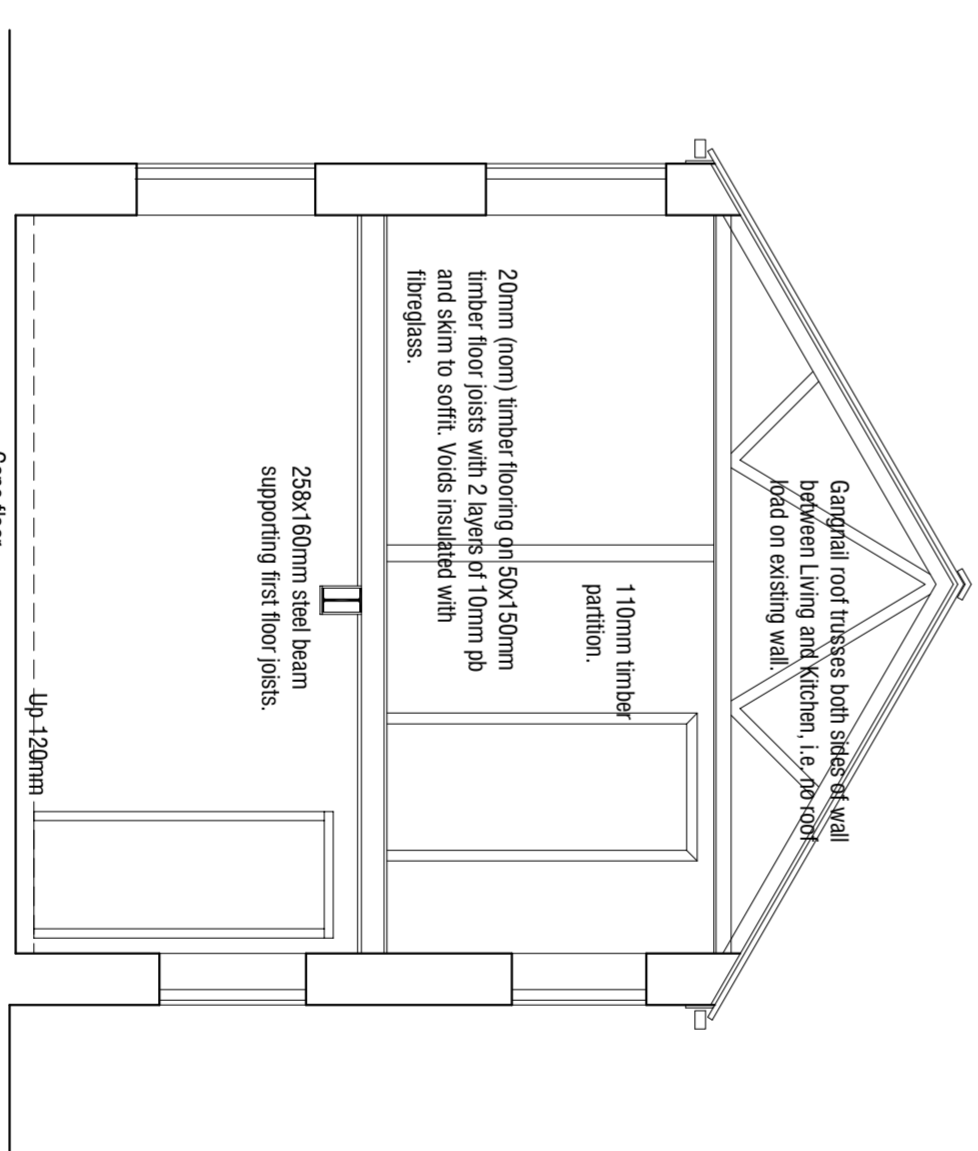 Gangnail roof trusses both sides of wall
between Living and Kitchen, i.e. no roof
load on existing wall.
110mm timber
partition.
20mm (nom) timber flooring on 50x150mm
timber floor joists with 2 layers of 10mm pb
and skim to soffit. Voids insulated with
fibreglass.
258x160mm steel beam
supporting first floor joists.
Up 120mm